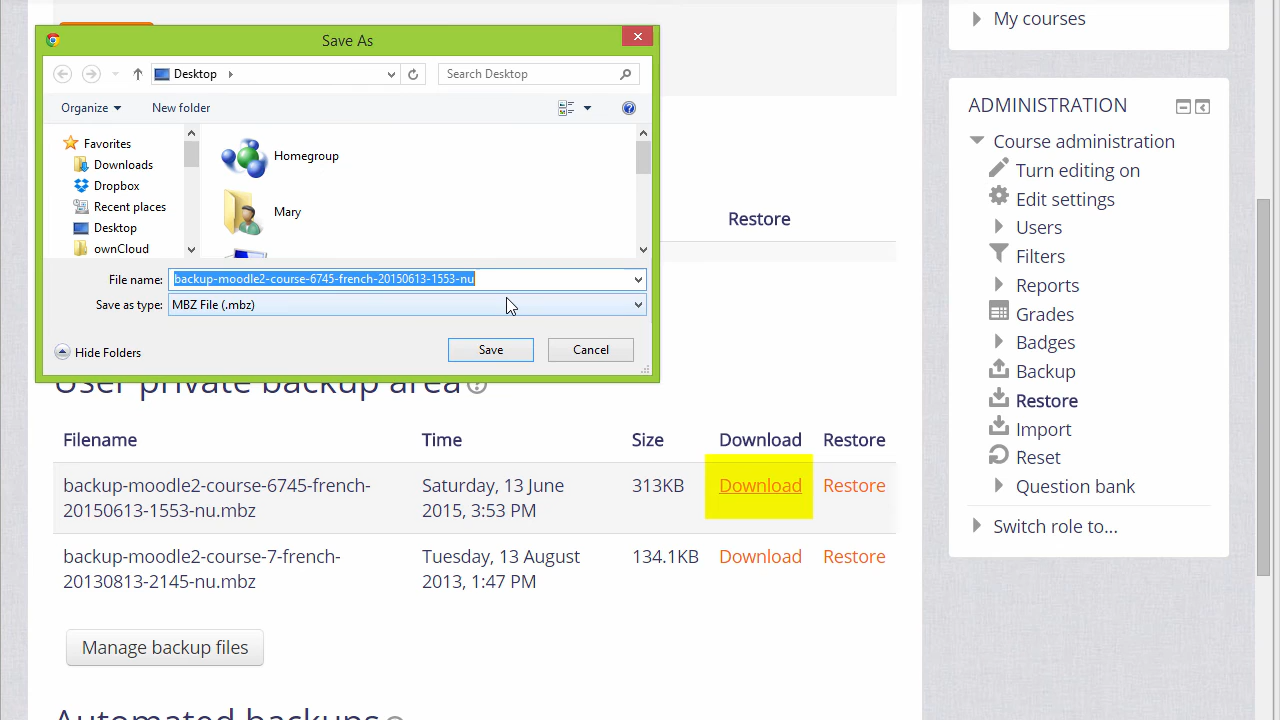 Save As
Desktop
Search Desktop
Organize
New folder
Favorites
Downloads
Dropbox
Recent places
Desktop
ownCloud
Homegroup
Mary
File name: backup-moodle2-course-6745-french-20150613-1553-nu
Save as type: MBZ File (.mbz)
Hide Folders
Save
Cancel
Restore
User private backup area
Filename Time Size Download Restore
backup-moodle2-course-6745-french- Saturday, 13 June 313KB Download Restore
20150613-1553-nu.mbz 2015, 3:53 PM
backup-moodle2-course-7-french- Tuesday, 13 August 134.1KB Download Restore
20130813-2145-nu.mbz 2013, 1:47 PM
Manage backup files
Automated backups
My courses
ADMINISTRATION
Course administration
Turn editing on
Edit settings
Users
Filters
Reports
Grades
Badges
Backup
Restore
Import
Reset
Question bank
Switch role to...